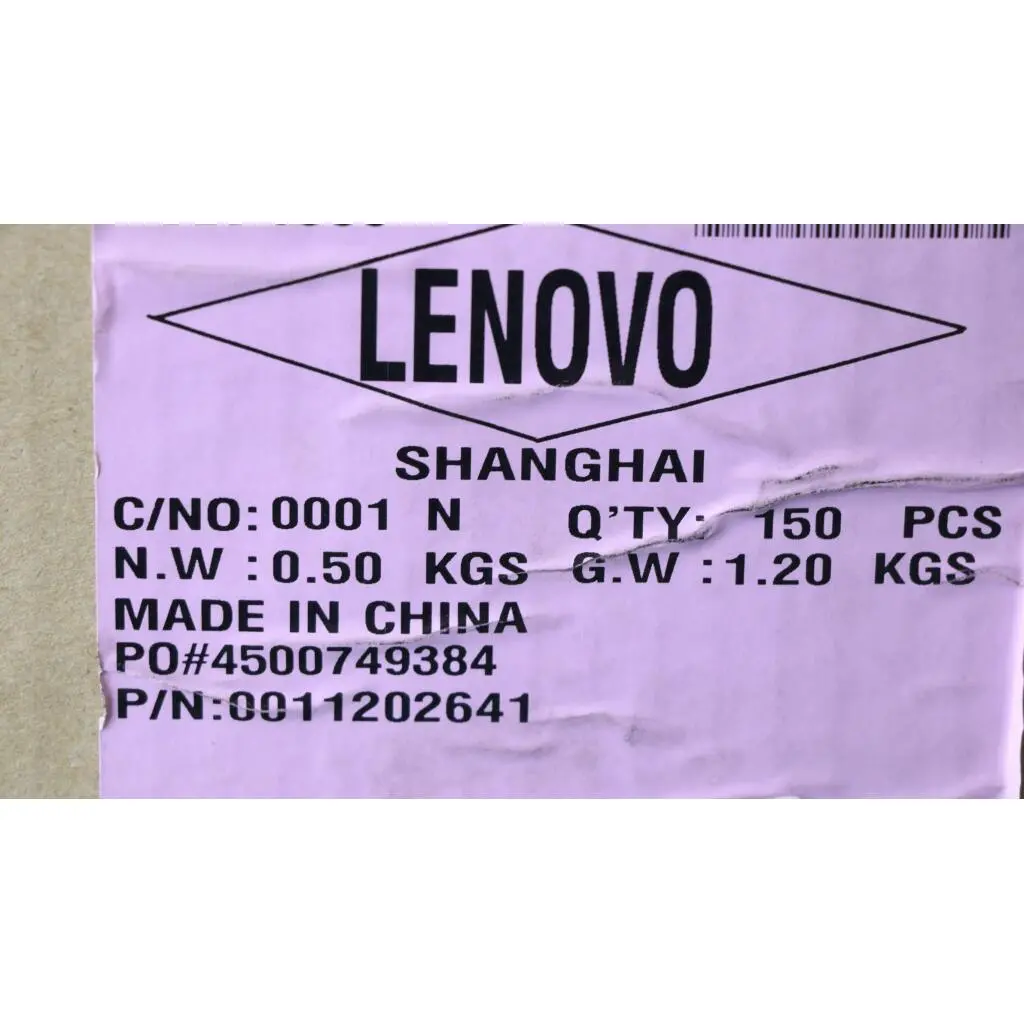 LENOVO
SHANGHAI
C/NO: 0001 N Q'TY: 150 PCS
N.W : 0.50 KGS G.W : 1.20 KGS
MADE IN CHINA
PO#4500749384
P/N:0011202641